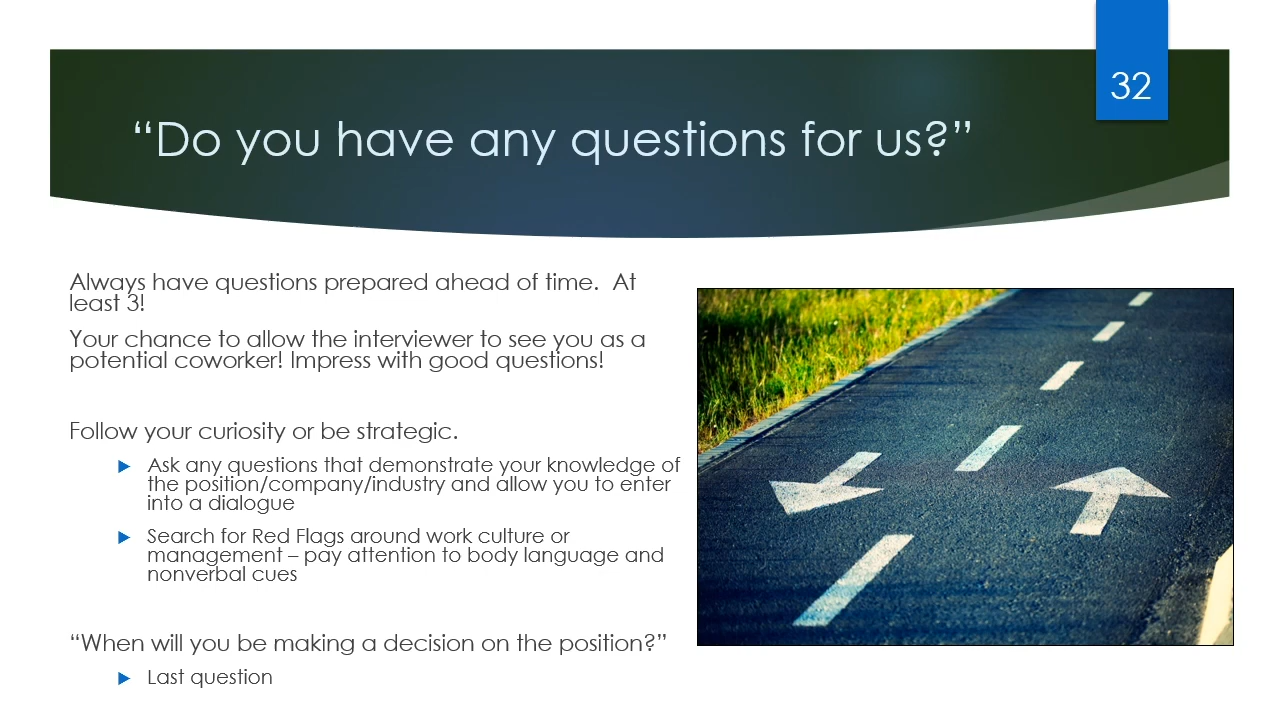 32
“Do you have any questions for us?”
Always have questions prepared ahead of time.  At
least 3!
Your chance to allow the interviewer to see you as a
potential coworker! Impress with good questions!
Follow your curiosity or be strategic.
Ask any questions that demonstrate your knowledge of
the position/company/industry and allow you to enter
into a dialogue
Search for Red Flags around work culture or
management – pay attention to body language and
nonverbal cues
“When will you be making a decision on the position?”
Last question